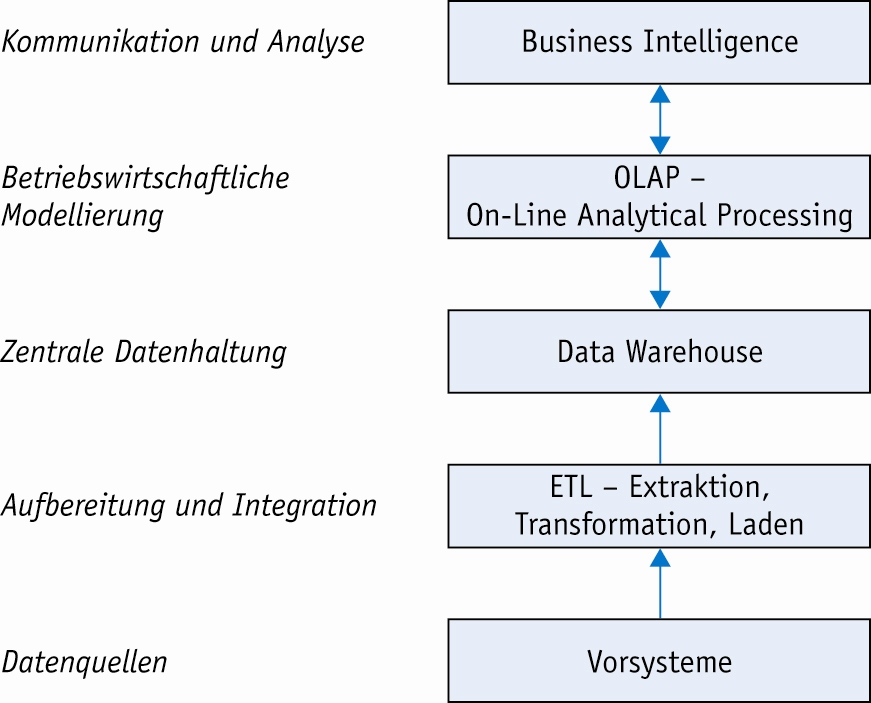 Kommunikation und Analyse
Business Intelligence
Betriebswirtschaftliche
Modellierung
OLAP –
On-Line Analytical Processing
Zentrale Datenhaltung
Data Warehouse
Aufbereitung und Integration
ETL – Extraktion,
Transformation, Laden
Datenquellen
Vorsysteme